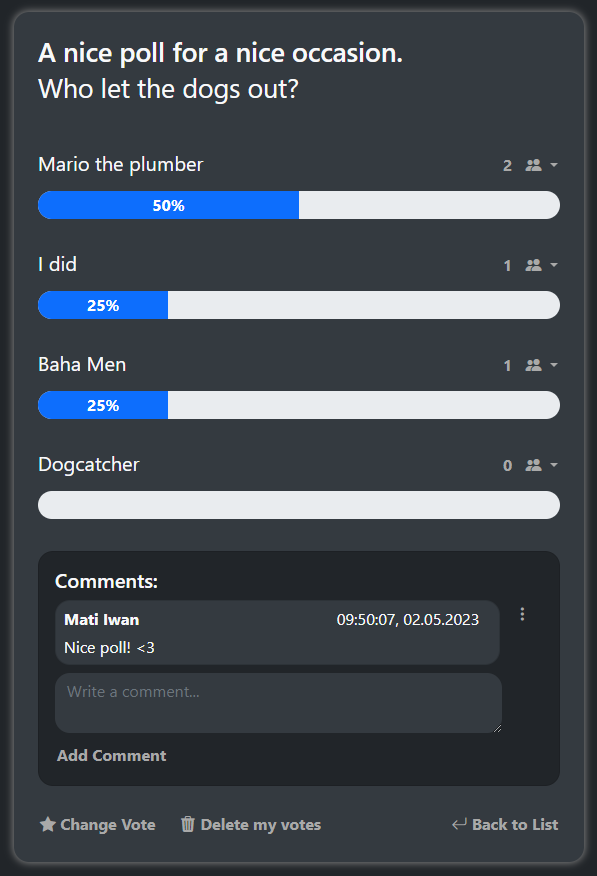 A nice poll for a nice occasion.
Who let the dogs out?
Mario the plumber 2
50%
I did 1
25%
Baha Men 1
25%
Dogcatcher 0
Comments:
Mati Iwan 09:50:07, 02.05.2023
Nice poll! <3
Write a comment...
Add Comment
Change Vote Delete my votes Back to List